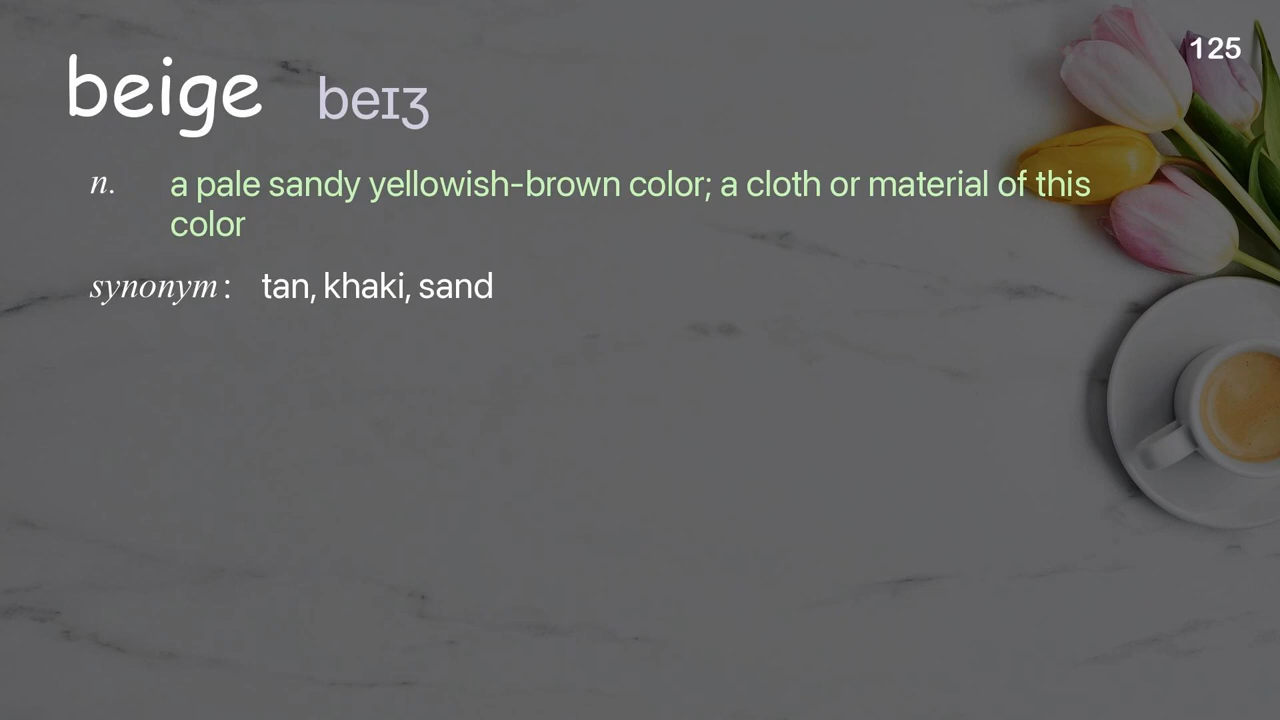 125
beige beɪʒ
n. a pale sandy yellowish-brown color; a cloth or material of this
color
synonym: tan, khaki, sand